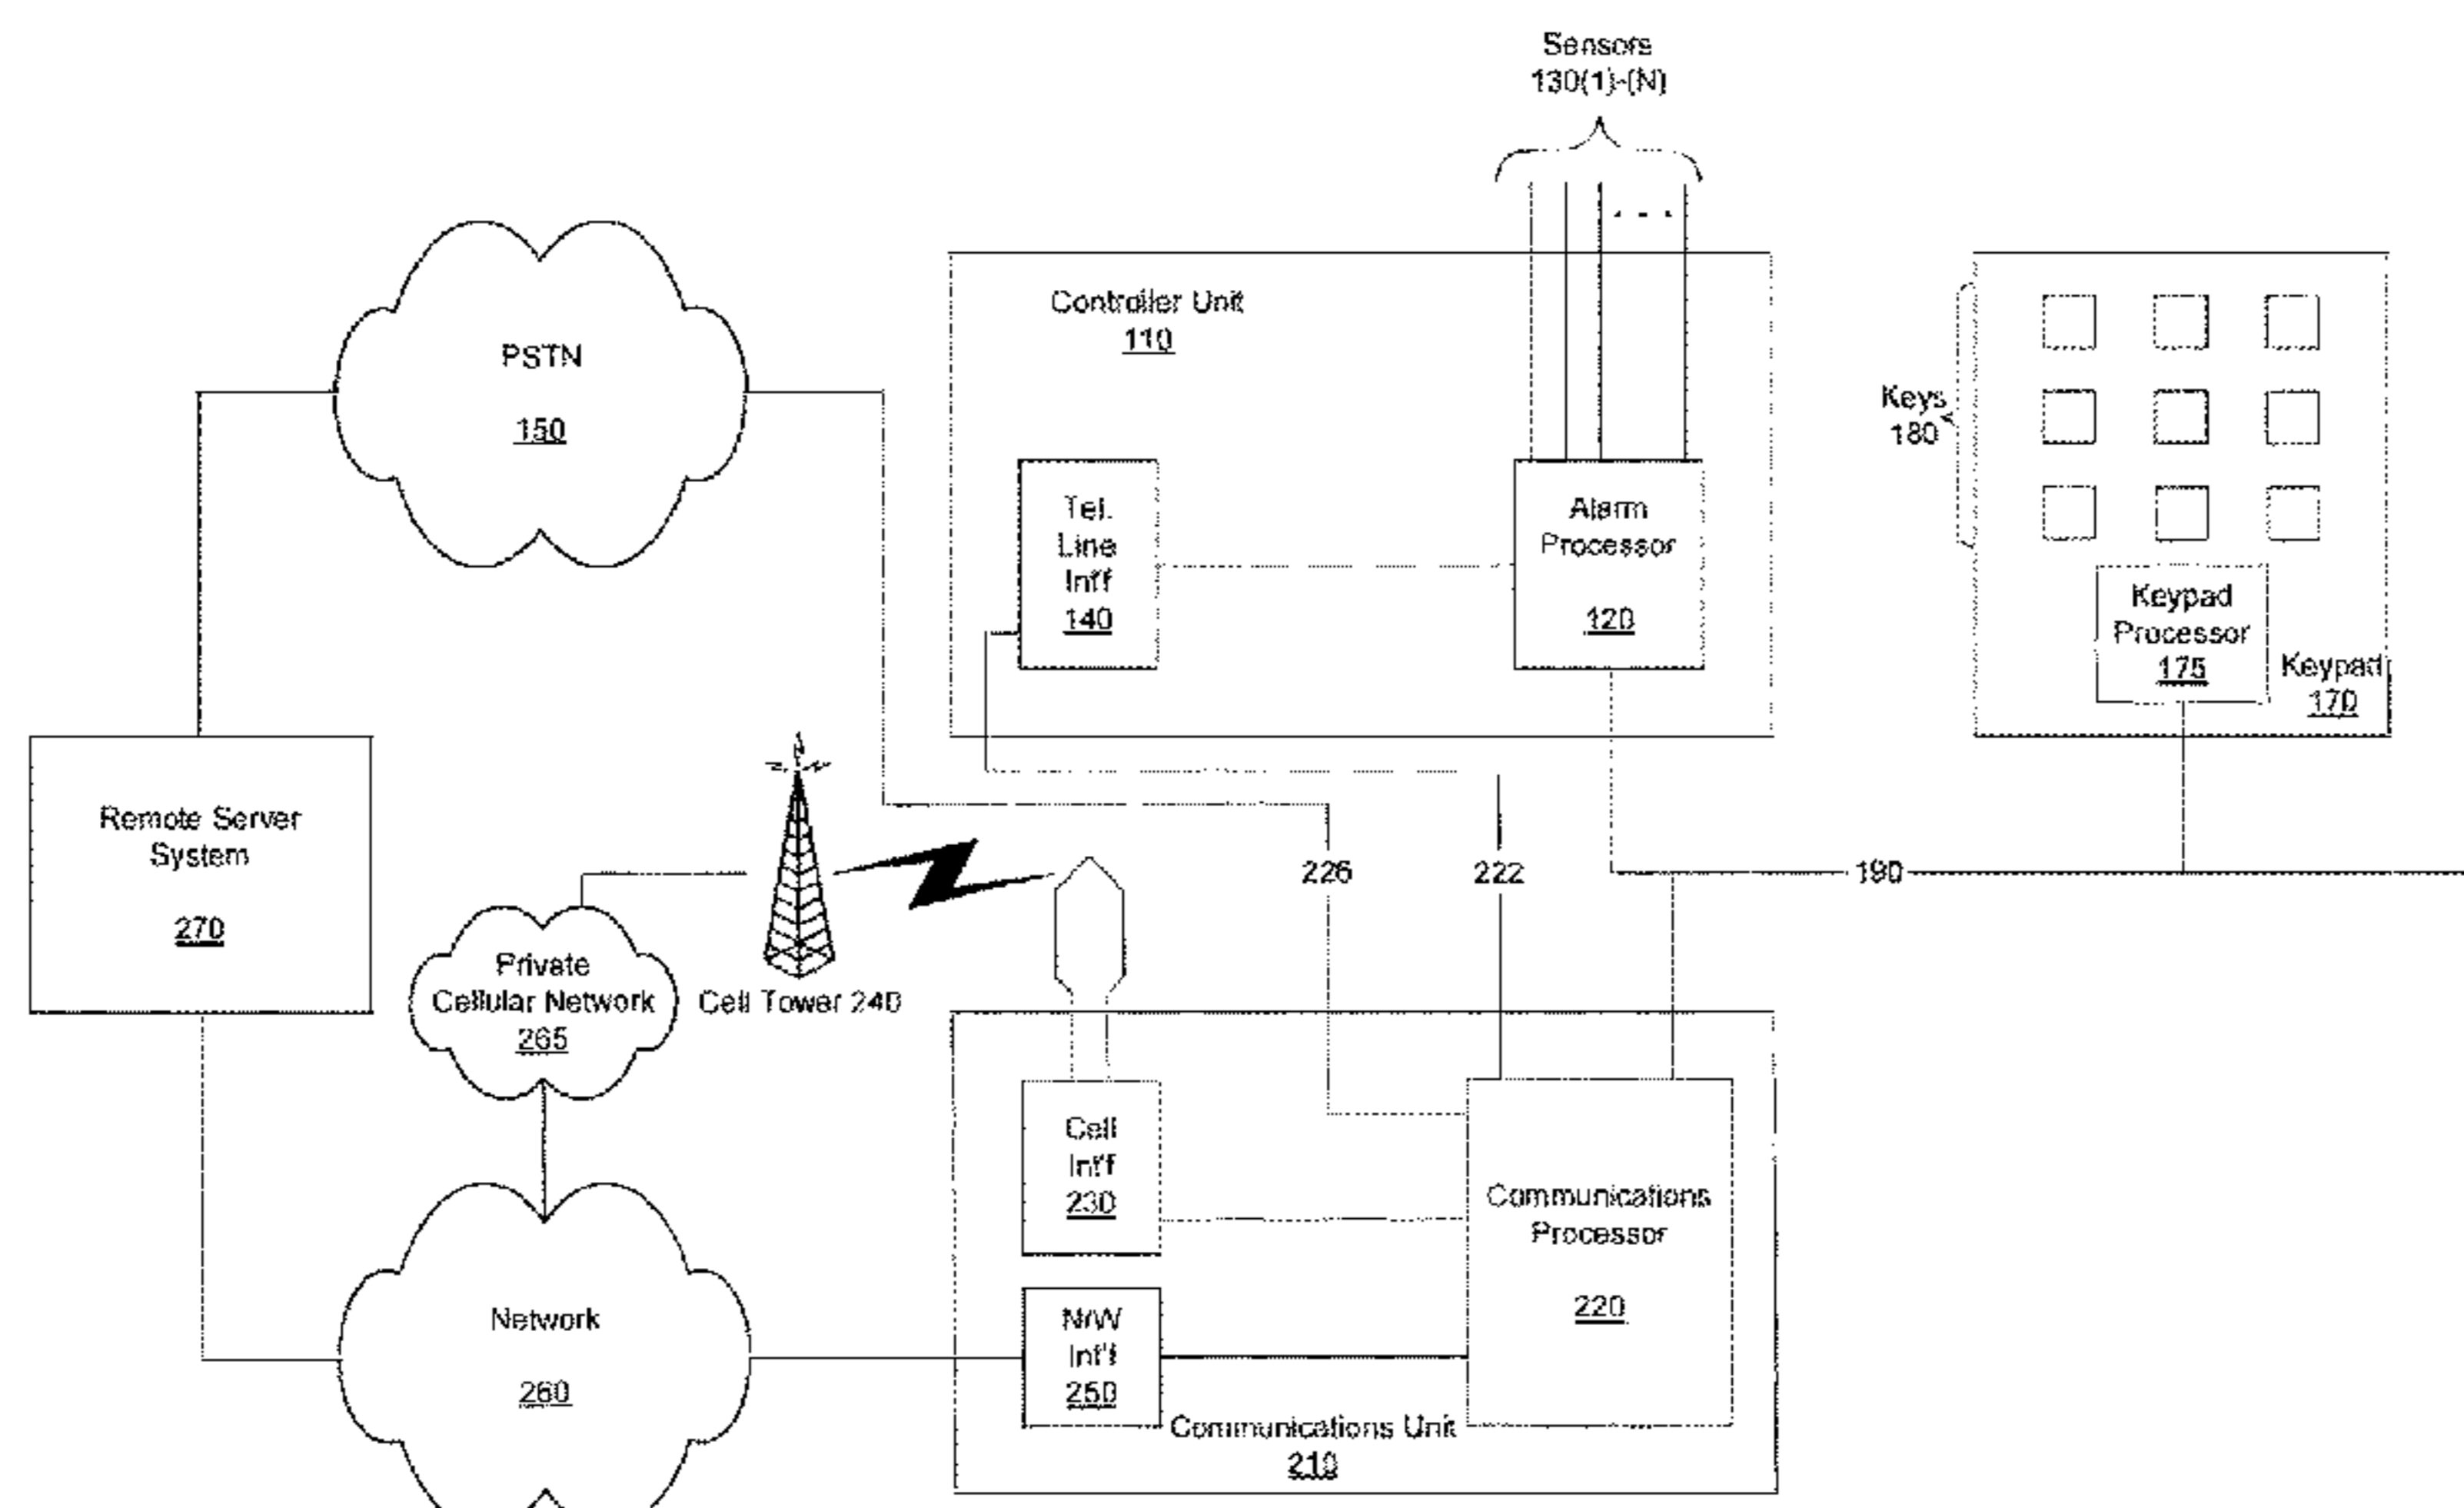 Sensors
130(1)-(N)
Controller Unit
110
PSTN
150
Keys
180
Tel.
Line
Int'f
140
Alarm
Processor
120
Keypad
Processor
175
Keypad
170
Remote Server
System
270
226
222
190
Private
Cellular Network
265
Cell Tower 240
Cell
Int'f
230
Communications
Processor
220
Network
260
N/W
Int'f
250
Communications Unit
210